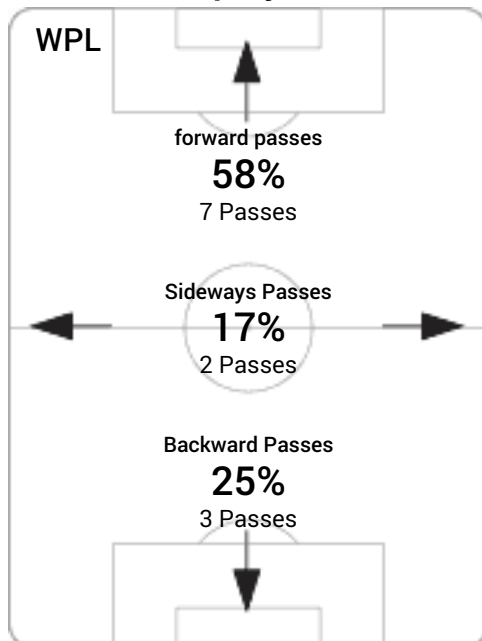 WPL
forward passes
58%
7 Passes
Sideways Passes
17%
2 Passes
Backward Passes
25%
3 Passes